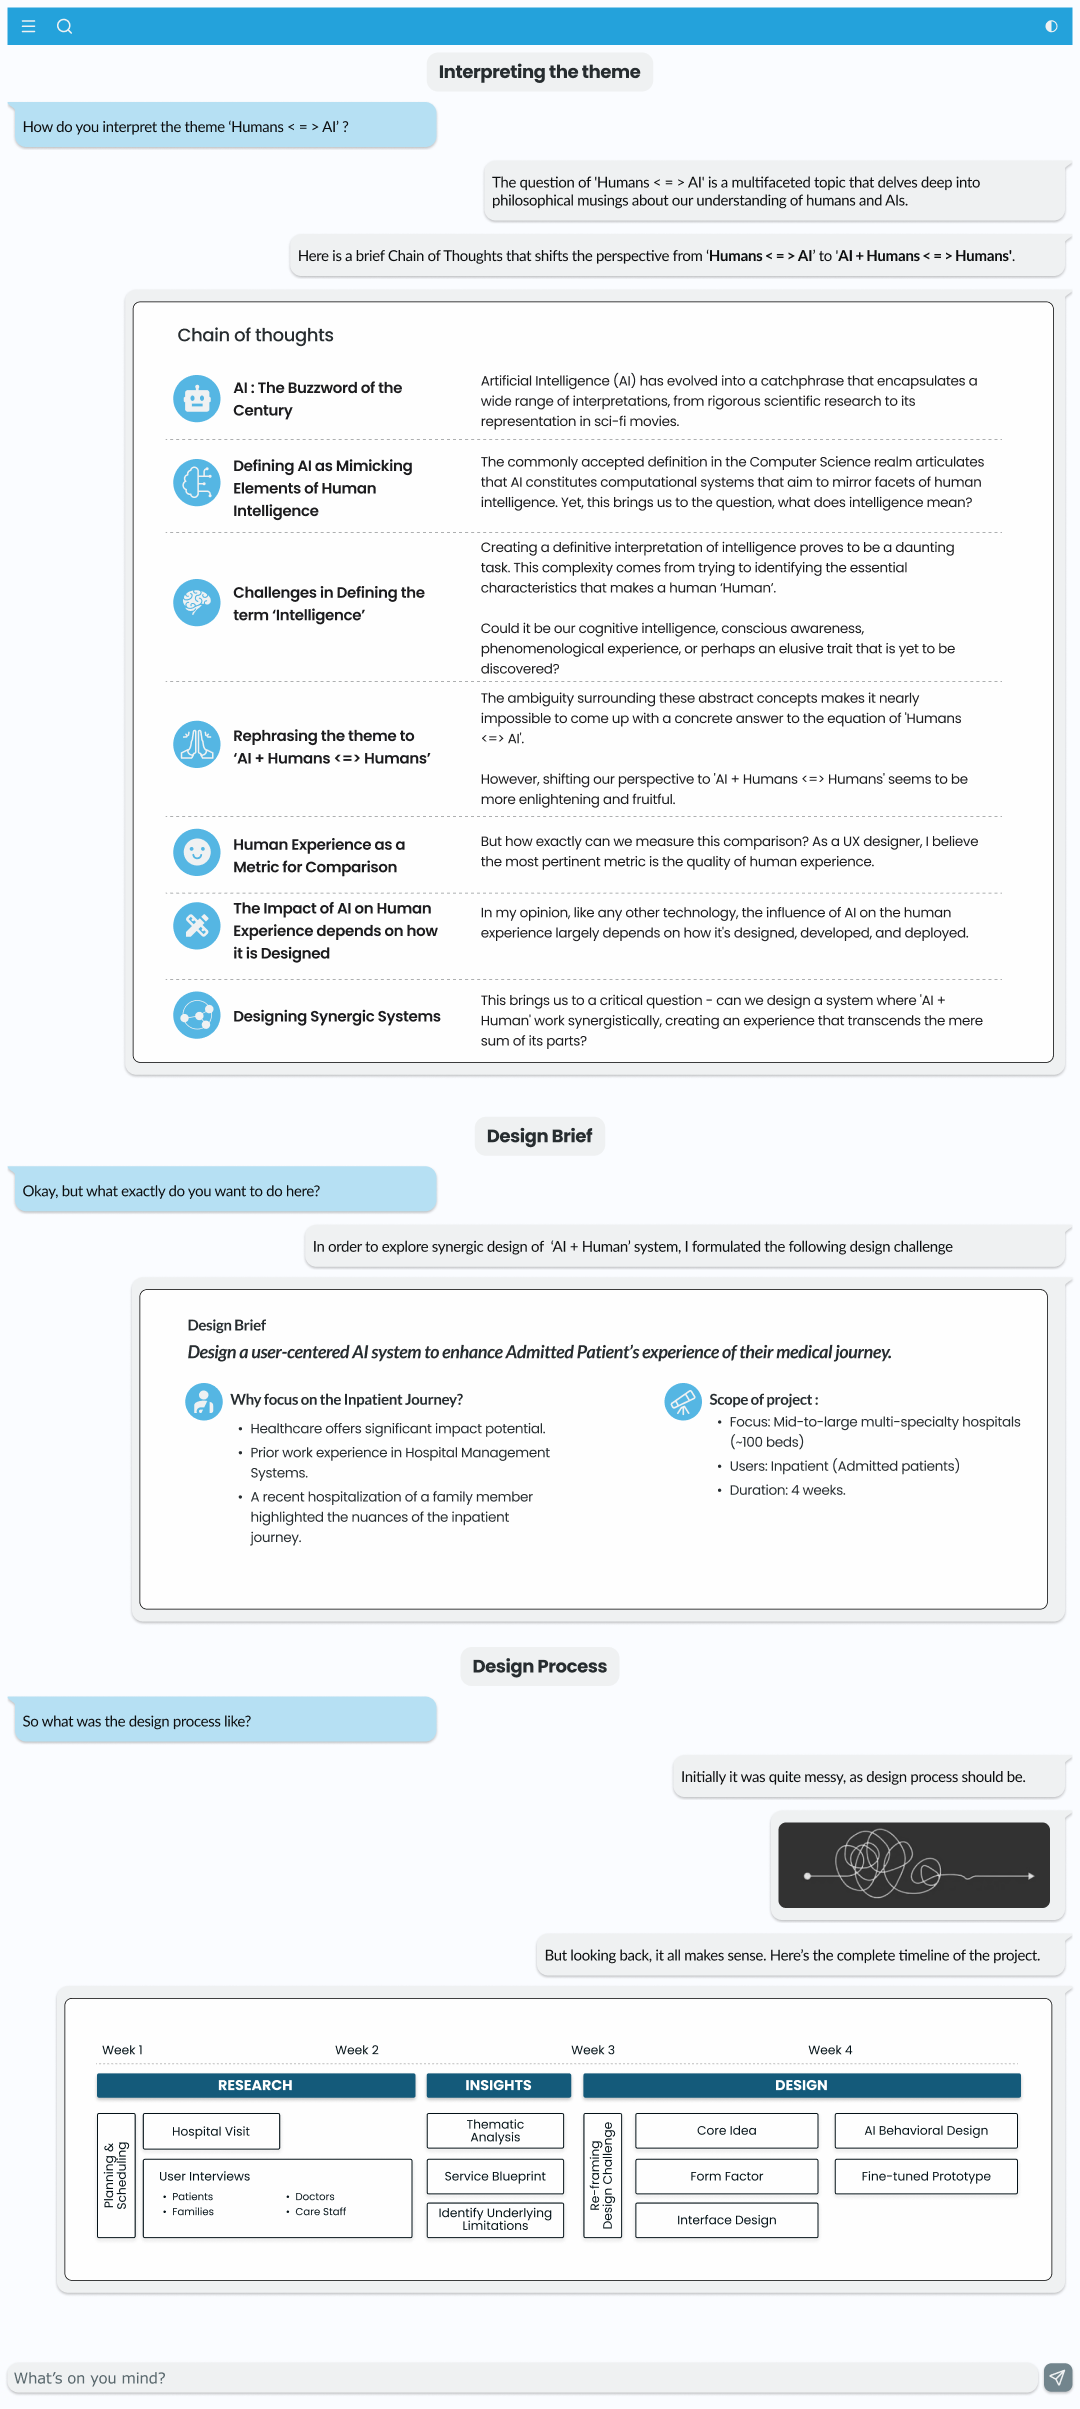 Interpreting the theme
How do you interpret the theme ‘Humans < = > AI’ ?
The question of 'Humans < = > AI' is a multifaceted topic that delves deep into
philosophical musings about our understanding of humans and AIs.
Here is a brief Chain of Thoughts that shifts the perspective from ‘Humans < = > AI’ to 'AI + Humans < = > Humans'.
Chain of thoughts
AI : The Buzzword of the
Century
Artificial Intelligence (AI) has evolved into a catchphrase that encapsulates a
wide range of interpretations, from rigorous scientific research to its
representation in sci-fi movies.
Defining AI as Mimicking
Elements of Human
Intelligence
The commonly accepted definition in the Computer Science realm articulates
that AI constitutes computational systems that aim to mirror facets of human
intelligence. Yet, this brings us to the question, what does intelligence mean?
Challenges in Defining the
term ‘Intelligence’
Creating a definitive interpretation of intelligence proves to be a daunting
task. This complexity comes from trying to identifying the essential
characteristics that makes a human ‘Human’.
Could it be our cognitive intelligence, conscious awareness,
phenomenological experience, or perhaps an elusive trait that is yet to be
discovered?
Rephrasing the theme to
‘AI + Humans <=> Humans’
The ambiguity surrounding these abstract concepts makes it nearly
impossible to come up with a concrete answer to the equation of 'Humans
<=> AI'.
However, shifting our perspective to 'AI + Humans <=> Humans' seems to be
more enlightening and fruitful.
Human Experience as a
Metric for Comparison
But how exactly can we measure this comparison? As a UX designer, I believe
the most pertinent metric is the quality of human experience.
The Impact of AI on Human
Experience depends on how
it is Designed
In my opinion, like any other technology, the influence of AI on the human
experience largely depends on how it's designed, developed, and deployed.
Designing Synergic Systems
This brings us to a critical question - can we design a system where 'AI +
Human' work synergistically, creating an experience that transcends the mere
sum of its parts?
Design Brief
Okay, but what exactly do you want to do here?
In order to explore synergic design of ‘AI + Human’ system, I formulated the following design challenge
Design Brief
Design a user-centered AI system to enhance Admitted Patient’s experience of their medical journey.
Why focus on the Inpatient Journey?
• Healthcare offers significant impact potential.
• Prior work experience in Hospital Management
Systems.
• A recent hospitalization of a family member
highlighted the nuances of the inpatient
journey.
Scope of project :
• Focus: Mid-to-large multi-specialty hospitals
(~100 beds)
• Users: Inpatient (Admitted patients)
• Duration: 4 weeks.
Design Process
So what was the design process like?
Initially it was quite messy, as design process should be.
But looking back, it all makes sense. Here’s the complete timeline of the project.
Week 1
Week 2
Week 3
Week 4
RESEARCH
INSIGHTS
DESIGN
Planning &
Scheduling
Hospital Visit
User Interviews
• Patients
• Families
• Doctors
• Care Staff
Thematic
Analysis
Service Blueprint
Identify Underlying
Limitations
Re-framing
Design Challenge
Core Idea
Form Factor
Interface Design
AI Behavioral Design
Fine-tuned Prototype
What’s on you mind?